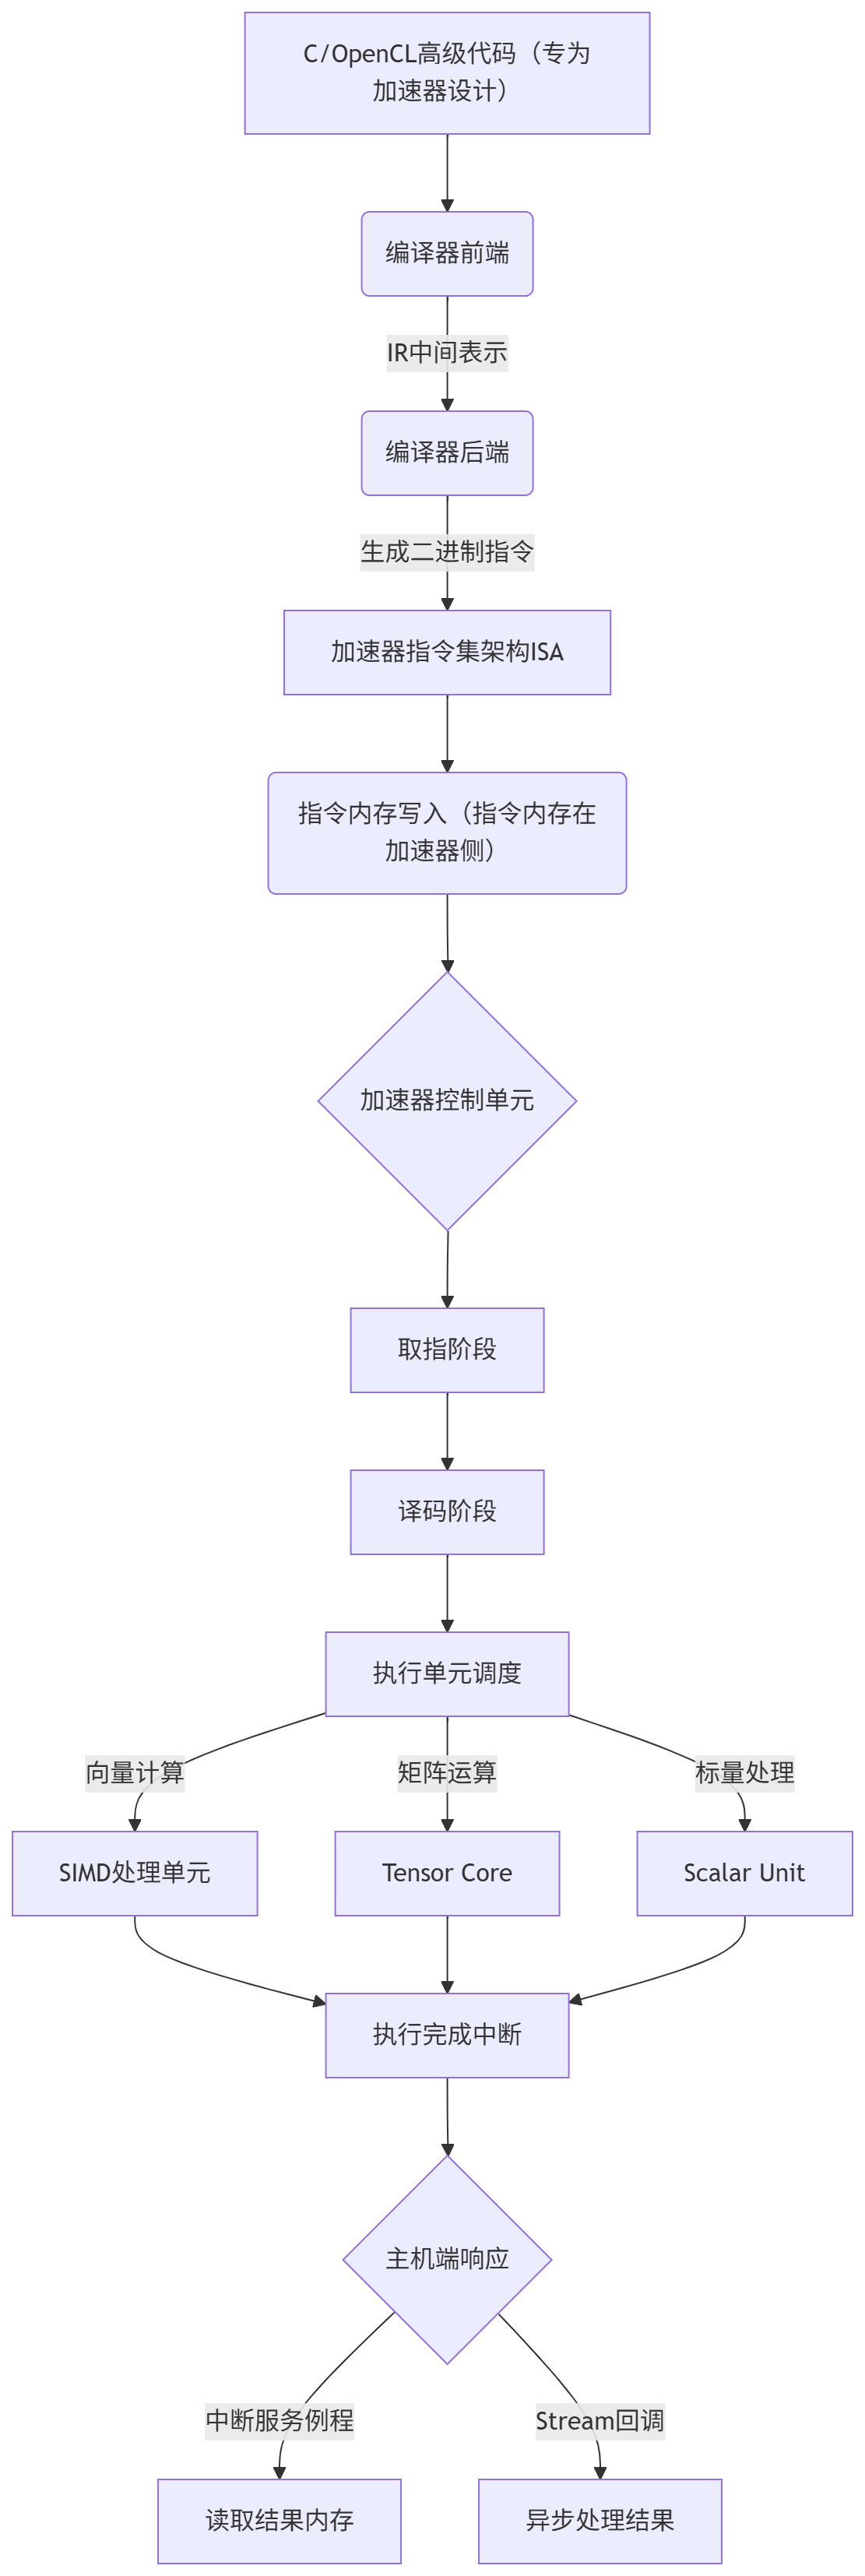 C/OpenCL高级代码（专为
加速器设计）
编译器前端
IR中间表示
编译器后端
生成二进制指令
加速器指令集架构ISA
指令内存写入（指令内存在
加速器侧）
加速器控制单元
取指阶段
译码阶段
执行单元调度
向量计算
矩阵运算
标量处理
SIMD处理单元
Tensor Core
Scalar Unit
执行完成中断
主机端响应
中断服务例程
Stream回调
读取结果内存
异步处理结果